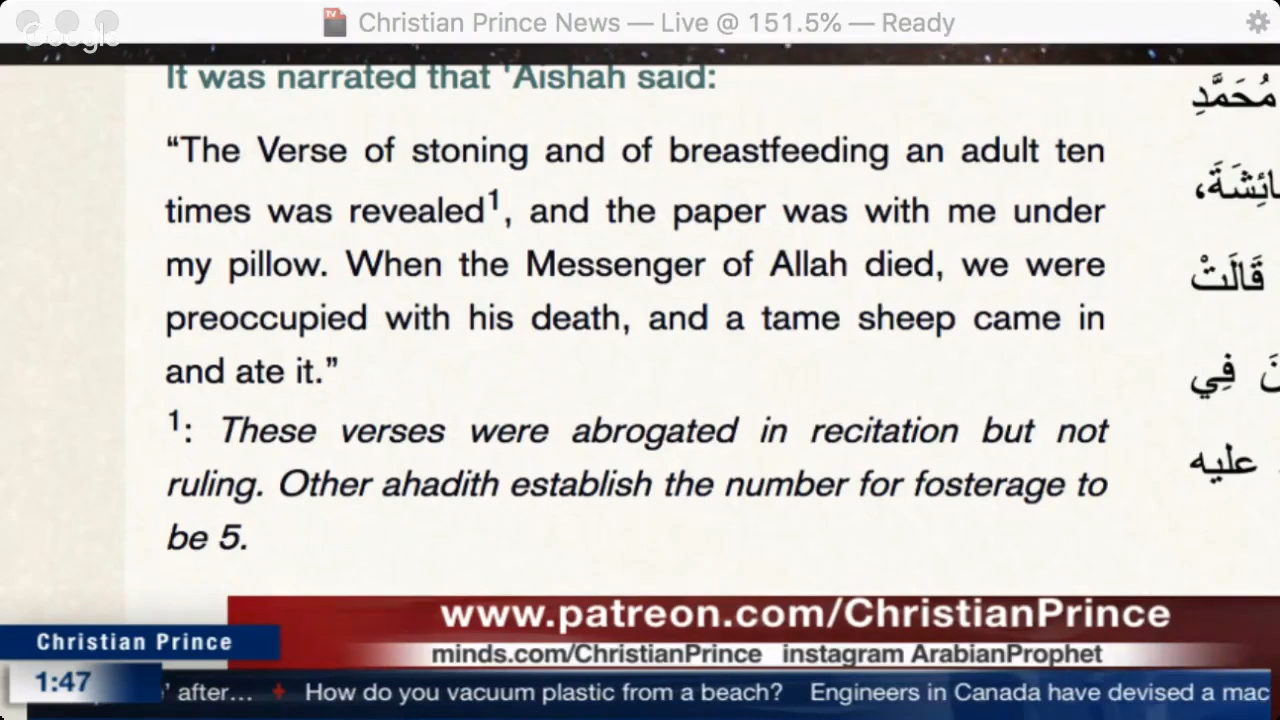 Christian Prince News — Live @ 151.5% — Ready
Google
It was narrated that 'Aishah said:
مُحَمَّدِ
“The Verse of stoning and of breastfeeding an adult ten
times was revealed¹, and the paper was with me under
my pillow. When the Messenger of Allah died, we were
قَالَتْ
preoccupied with his death, and a tame sheep came in
and ate it.”
فِي
¹: These verses were abrogated in recitation but not
عليه
ruling. Other ahadith establish the number for fosterage to
be 5.
www.patreon.com/ChristianPrince
Christian Prince
minds.com/ChristianPrince instagram ArabianProphet
1:47
' after... How do you vacuum plastic from a beach? Engineers in Canada have devised a mac